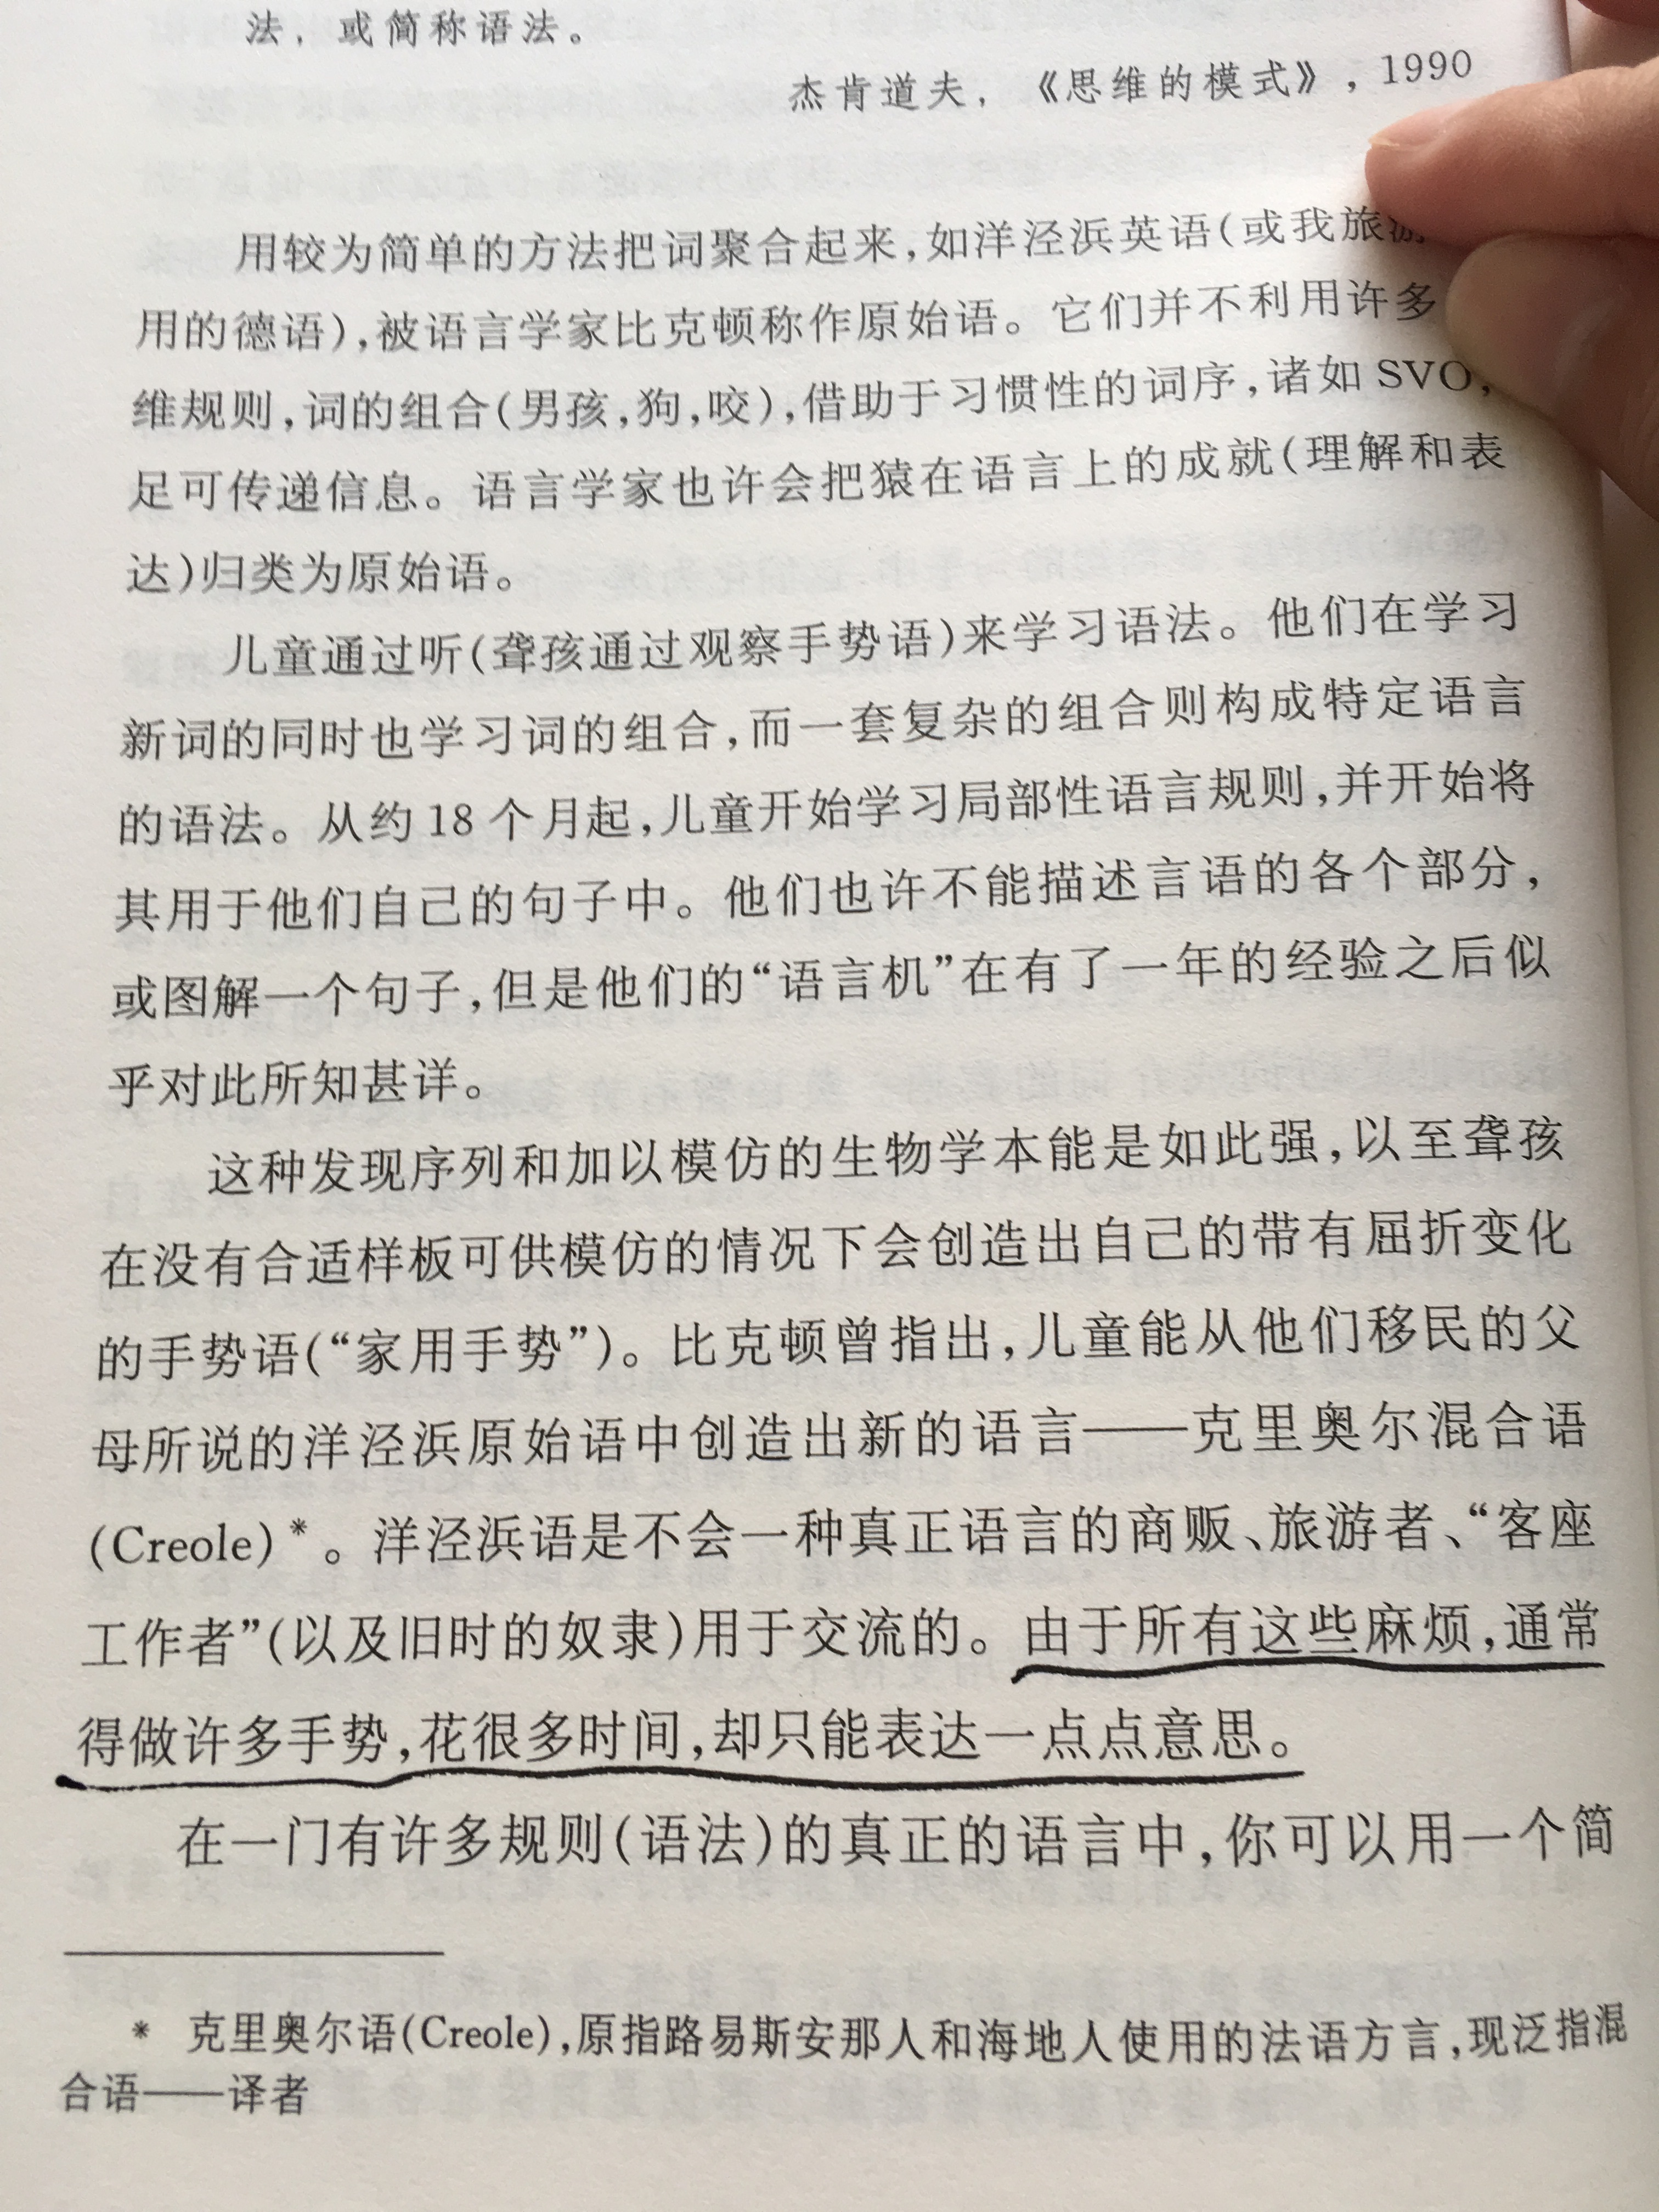 法，或简称语法。
杰肯道夫，《思维的模式》，1990
用较为简单的方法把词聚合起来，如洋泾浜英语(或我旅游
用的德语)，被语言学家比克顿称作原始语。它们并不利用许多
维规则，词的组合(男孩，狗，咬)，借助于习惯性的词序，诸如 SVO，
足可传递信息。语言学家也许会把猿在语言上的成就(理解和表
达)归类为原始语。
儿童通过听(聋孩通过观察手势语)来学习语法。他们在学习
新词的同时也学习词的组合，而一套复杂的组合则构成特定语言
的语法。从约 18 个月起，儿童开始学习局部性语言规则，并开始将
其用于他们自己的句子中。他们也许不能描述言语的各个部分，
或图解一个句子，但是他们的“语言机”在有了一年的经验之后似
乎对此所知甚详。
这种发现序列和加以模仿的生物学本能是如此强，以至聋孩
在没有合适样板可供模仿的情况下会创造出自己的带有屈折变化
的手势语(“家用手势”)。比克顿曾指出，儿童能从他们移民的父
母所说的洋泾浜原始语中创造出新的语言——克里奥尔混合语
(Creole)*。洋泾浜语是不会一种真正语言的商贩、旅游者、“客座
工作者”(以及旧时的奴隶)用于交流的。由于所有这些麻烦，通常
得做许多手势，花很多时间，却只能表达一点点意思。
在一门有许多规则(语法)的真正的语言中，你可以用一个简
* 克里奥尔语(Creole)，原指路易斯安那人和海地人使用的法语方言，现泛指混
合语——译者